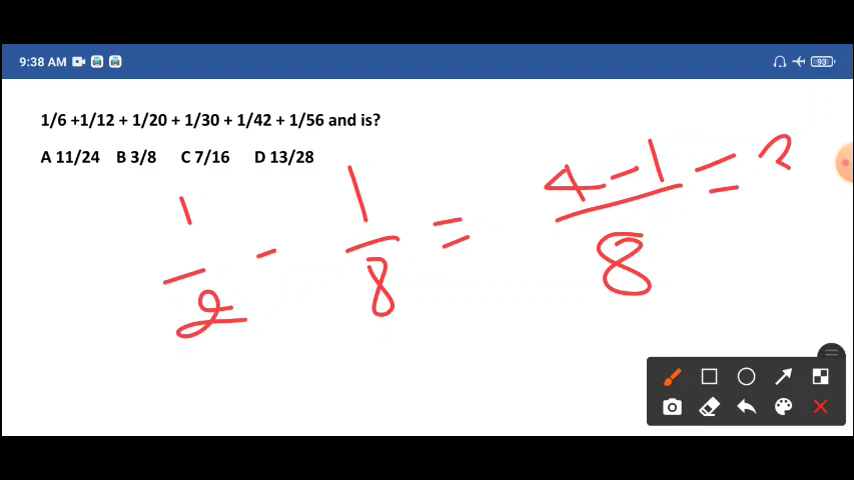 9:38 AM 93
1/6 +1/12 + 1/20 + 1/30 + 1/42 + 1/56 and is?
A 11/24 B 3/8 C 7/16 D 13/28
1/2 - 1/8 = 4-1/8 =